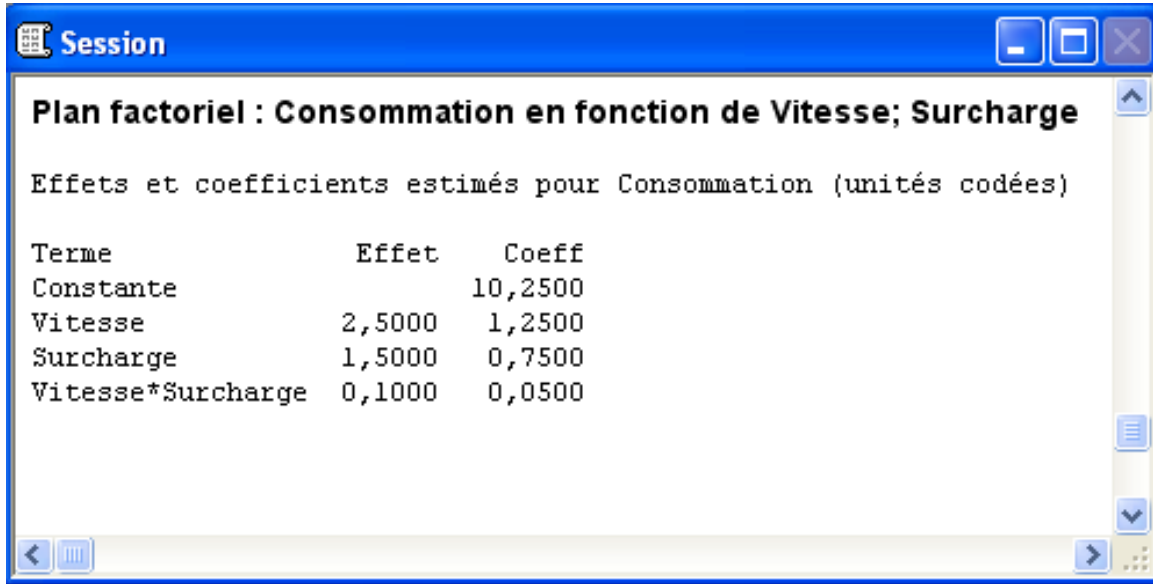 Session
Plan factoriel : Consommation en fonction de Vitesse; Surcharge
Effets et coefficients estimés pour Consommation (unités codées)
Terme Effet Coeff
Constante 10,2500
Vitesse 2,5000 1,2500
Surcharge 1,5000 0,7500
Vitesse*Surcharge 0,1000 0,0500